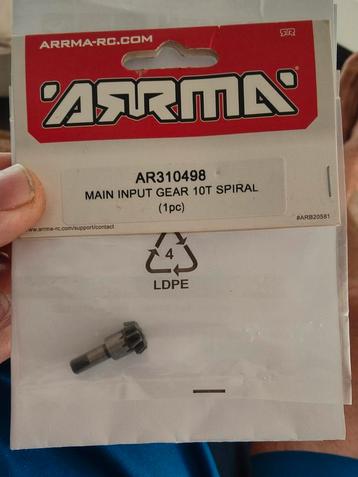 ARRMA-RC.COM
ARRMA
AR310498
MAIN INPUT GEAR 10T SPIRAL
(1pc)
#ARB20581
www.arrma-rc.com/support/contact
4
LDPE